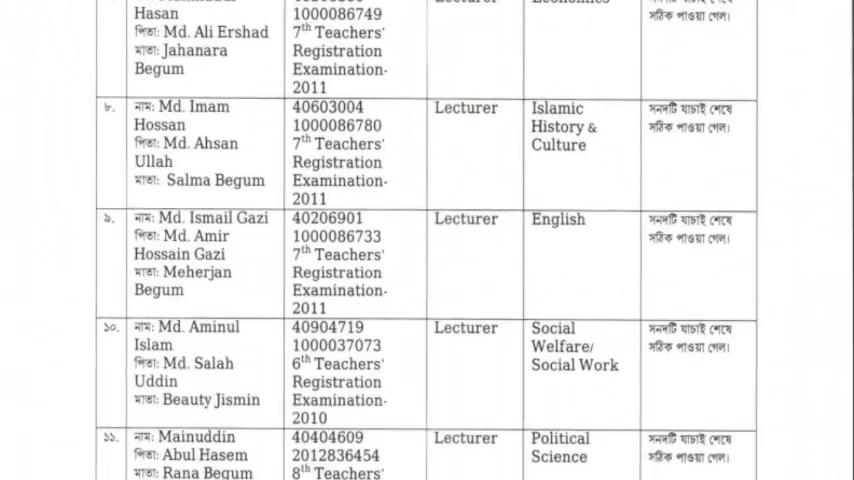 Hasan
1000086749
সঠিক পাওয়া গেল।
পিতা: Md. Ali Ershad
7th Teachers'
মাতা: Jahanara
Registration
Begum
Examination-
2011
৮.
নাম: Md. Imam
40603004
Lecturer
Islamic
সনদটি যাচাই শেষে
Hossan
1000086780
History &
সঠিক পাওয়া গেল।
পিতা: Md. Ahsan
7th Teachers'
Culture
Ullah
Registration
মাতা: Salma Begum
Examination-
2011
৯.
নাম: Md. Ismail Gazi
40206901
Lecturer
English
সনদটি যাচাই শেষে
পিতা: Md. Amir
1000086733
সঠিক পাওয়া গেল।
Hossain Gazi
7th Teachers'
মাতা: Meherjan
Registration
Begum
Examination-
2011
১০.
নাম: Md. Aminul
40904719
Lecturer
Social
সনদটি যাচাই শেষে
Islam
1000037073
Welfare/
সঠিক পাওয়া গেল।
পিতা: Md. Salah
6th Teachers'
Social Work
Uddin
Registration
মাতা: Beauty Jismin
Examination-
2010
১১.
নাম: Mainuddin
40404609
Lecturer
Political
সনদটি যাচাই শেষে
পিতা: Abul Hasem
2012836454
Science
সঠিক পাওয়া গেল।
মাতা: Rana Begum
8th Teachers'